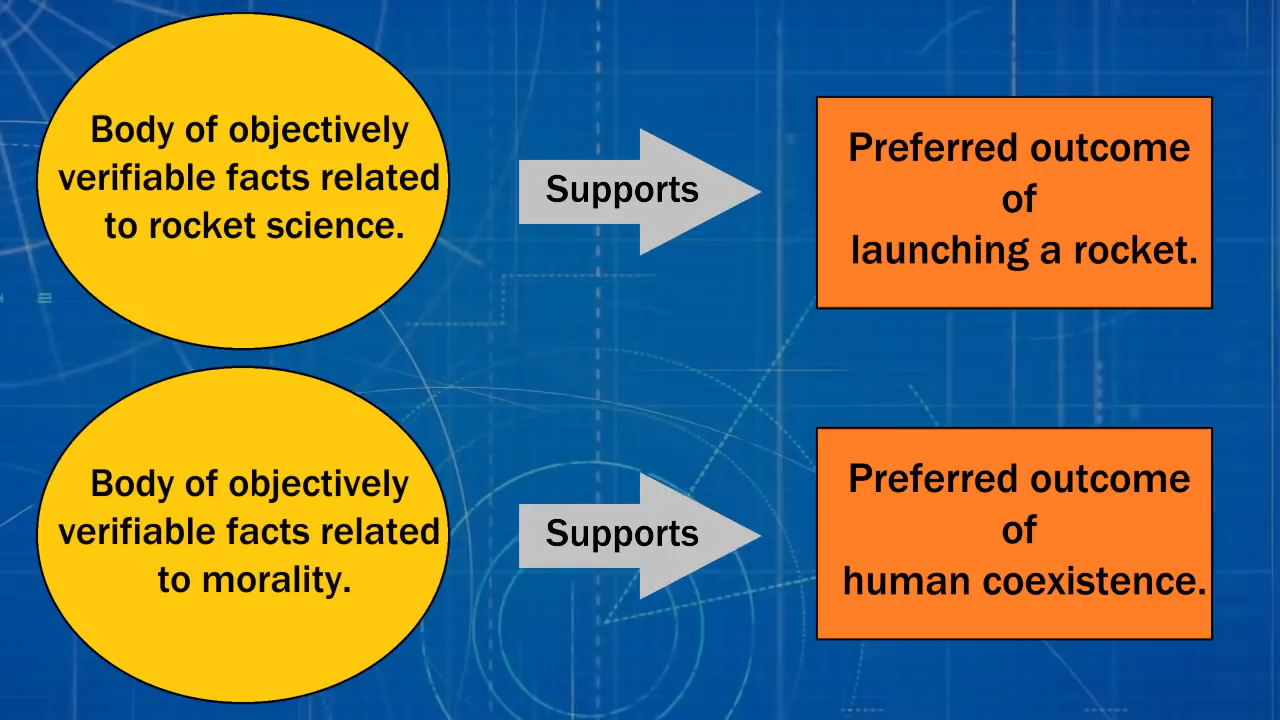 Body of objectively
verifiable facts related
to rocket science.
Supports
Preferred outcome
of
launching a rocket.
Body of objectively
verifiable facts related
to morality.
Supports
Preferred outcome
of
human coexistence.